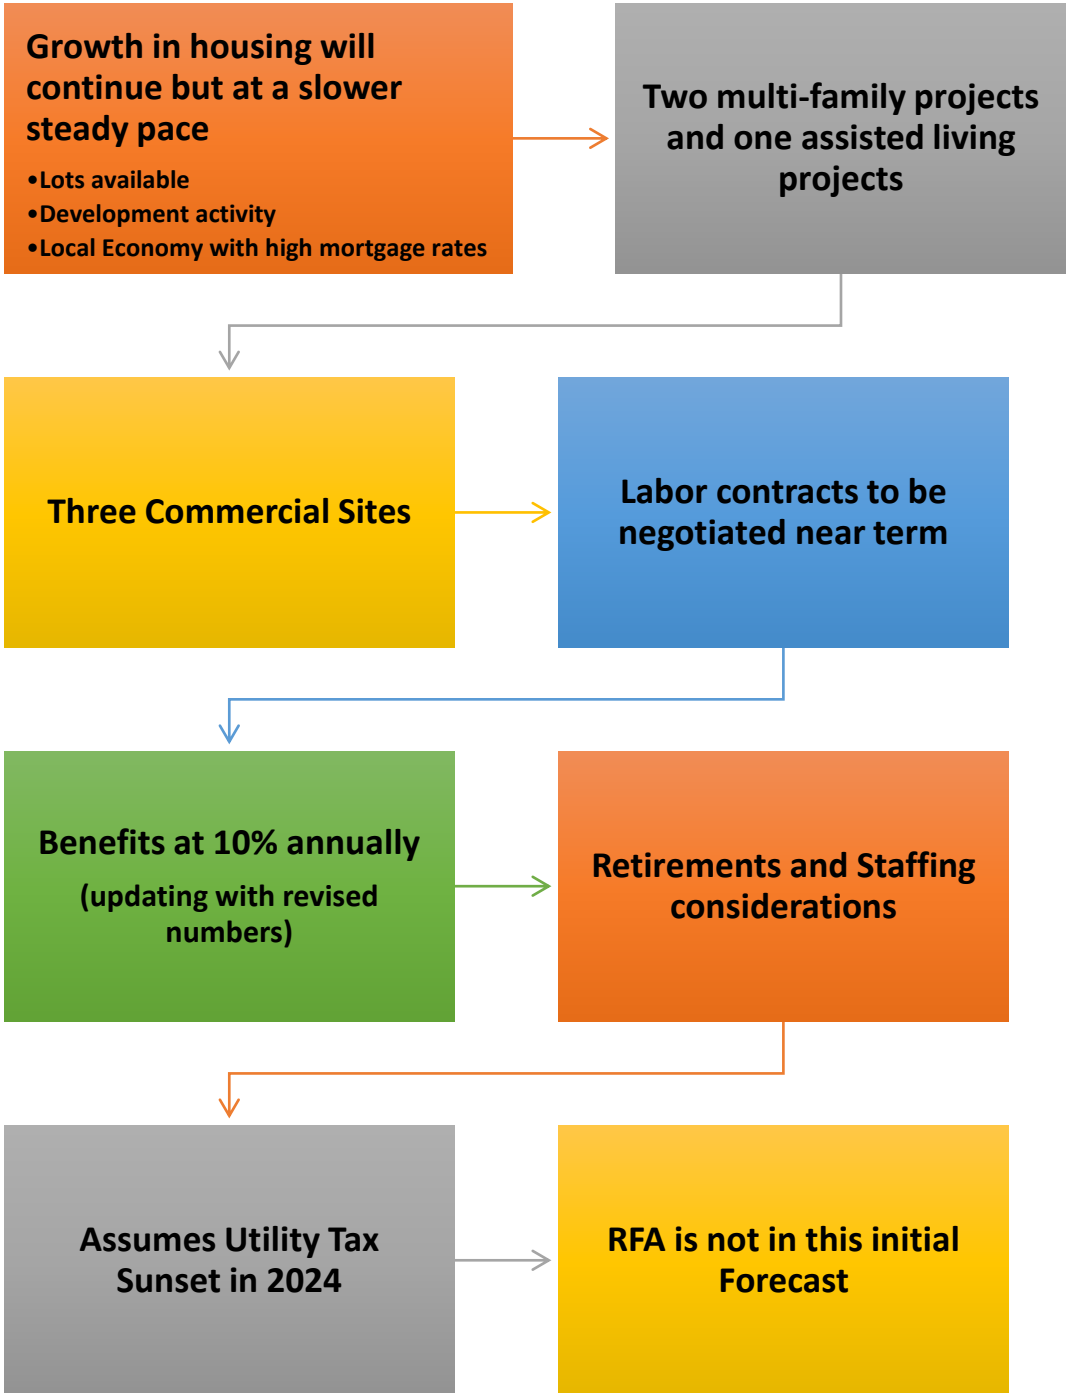 Growth in housing will
continue but at a slower
steady pace
•Lots available
•Development activity
•Local Economy with high mortgage rates
Two multi-family projects
and one assisted living
projects
Three Commercial Sites
Labor contracts to be
negotiated near term
Benefits at 10% annually
(updating with revised
numbers)
Retirements and Staffing
considerations
Assumes Utility Tax
Sunset in 2024
RFA is not in this initial
Forecast